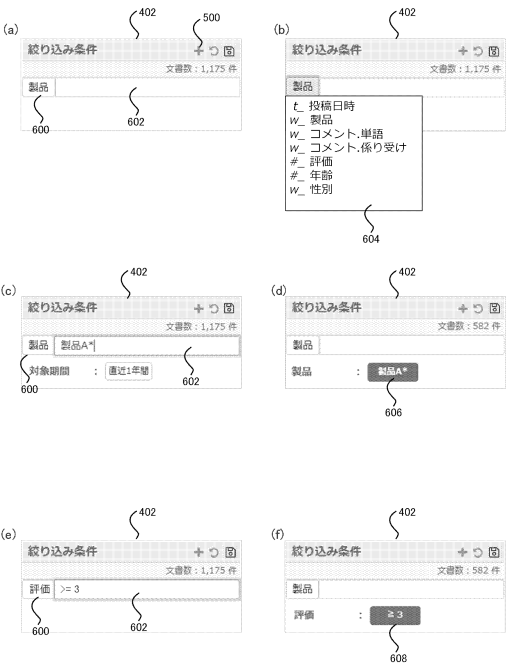 (a)
402
500
絞り込み条件
文書数：1,175 件
製品
600
602
(b)
402
絞り込み条件
文書数：1,175 件
製品
t_ 投稿日時
w_ 製品
w_ コメント.単語
w_ コメント.係り受け
#_ 評価
#_ 年齢
w_ 性別
604
(c)
402
絞り込み条件
文書数：1,175 件
製品 製品A*
対象期間 ： 直近1年間
600
602
(d)
402
絞り込み条件
文書数：582 件
製品
製品 ： 製品A*
606
(e)
402
絞り込み条件
文書数：1,175 件
評価 >= 3
600
602
(f)
402
絞り込み条件
文書数：582 件
製品
評価 ： ≧ 3
608